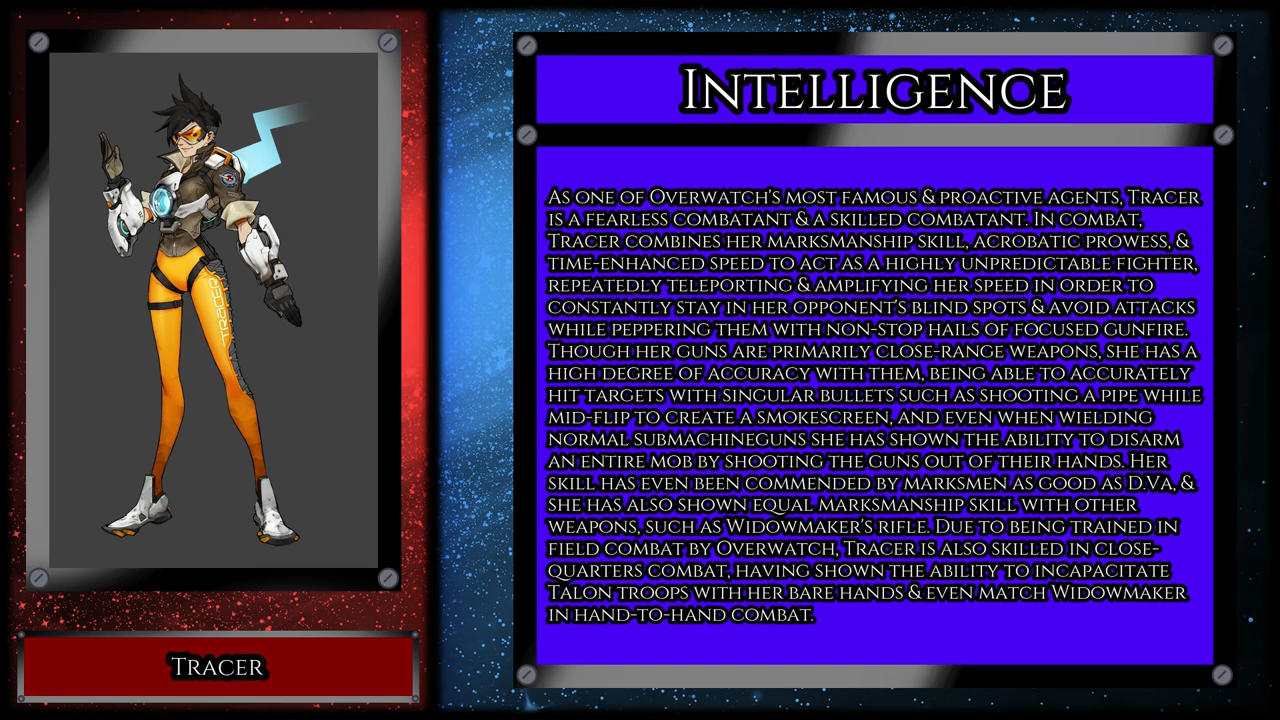 Intelligence
As one of Overwatch's most famous & proactive agents, Tracer
is a fearless combatant & a skilled combatant. In combat,
Tracer combines her marksmanship skill, acrobatic prowess, &
time-enhanced speed to act as a highly unpredictable fighter,
repeatedly teleporting & amplifying her speed in order to
constantly stay in her opponent's blind spots & avoid attacks
while peppering them with non-stop hails of focused gunfire.
Though her guns are primarily close-range weapons, she has a
high degree of accuracy with them, being able to accurately
hit targets with singular bullets such as shooting a pipe while
mid-flip to create a smokescreen, and even when wielding
normal submachineguns she has shown the ability to disarm
an entire mob by shooting the guns out of their hands. Her
skill has even been commended by marksmen as good as D.Va, &
she has also shown equal marksmanship skill with other
weapons, such as Widowmaker's rifle. Due to being trained in
field combat by Overwatch, Tracer is also skilled in close-
quarters combat, having shown the ability to incapacitate
Talon troops with her bare hands & even match Widowmaker
in hand-to-hand combat.
TRACER
Tracer